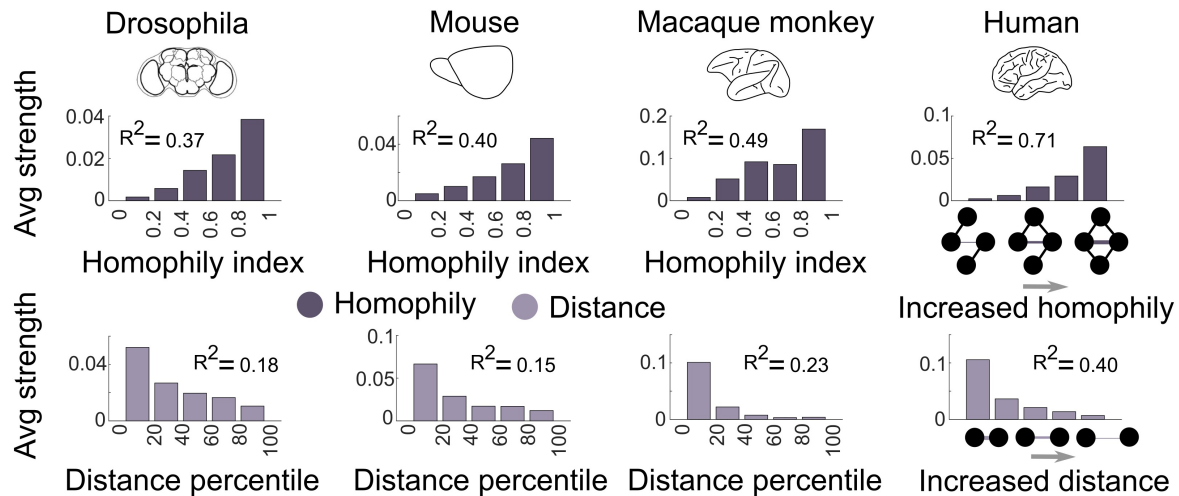 Drosophila Mouse Macaque monkey Human
Avg strength
0.04
0.02
0
R² = 0.37
0 0.2 0.4 0.6 0.8 1
Homophily index
0.04
0
R² = 0.40
0 0.2 0.4 0.6 0.8 1
Homophily index
0.2
0.1
0
R² = 0.49
0 0.2 0.4 0.6 0.8 1
Homophily index
0.1
0.05
0
R² = 0.71
Increased homophily
Homophily Distance
Avg strength
0.04
0
R² = 0.18
0 20 40 60 80 100
Distance percentile
0.1
0.05
0
R² = 0.15
0 20 40 60 80 100
Distance percentile
0.1
0
R² = 0.23
0 20 40 60 80 100
Distance percentile
0.1
0
R² = 0.40
Increased distance